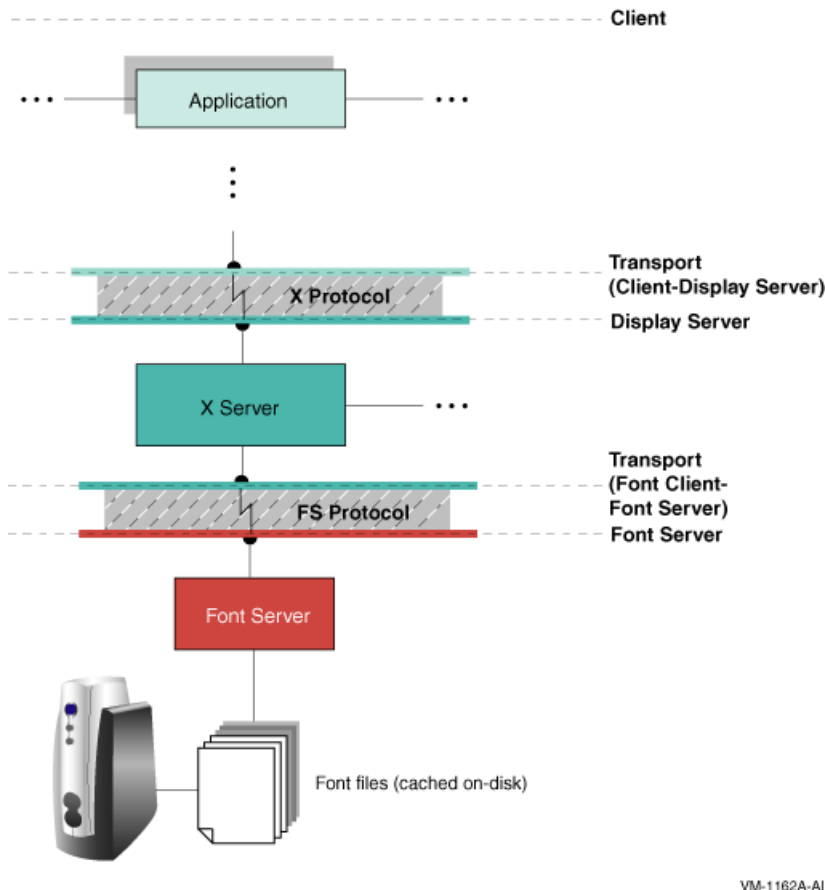 Client
Application
Transport
(Client-Display Server)
X Protocol
Display Server
X Server
Transport
(Font Client-
Font Server)
FS Protocol
Font Server
Font Server
Font files (cached on-disk)
VM-1162A-AI